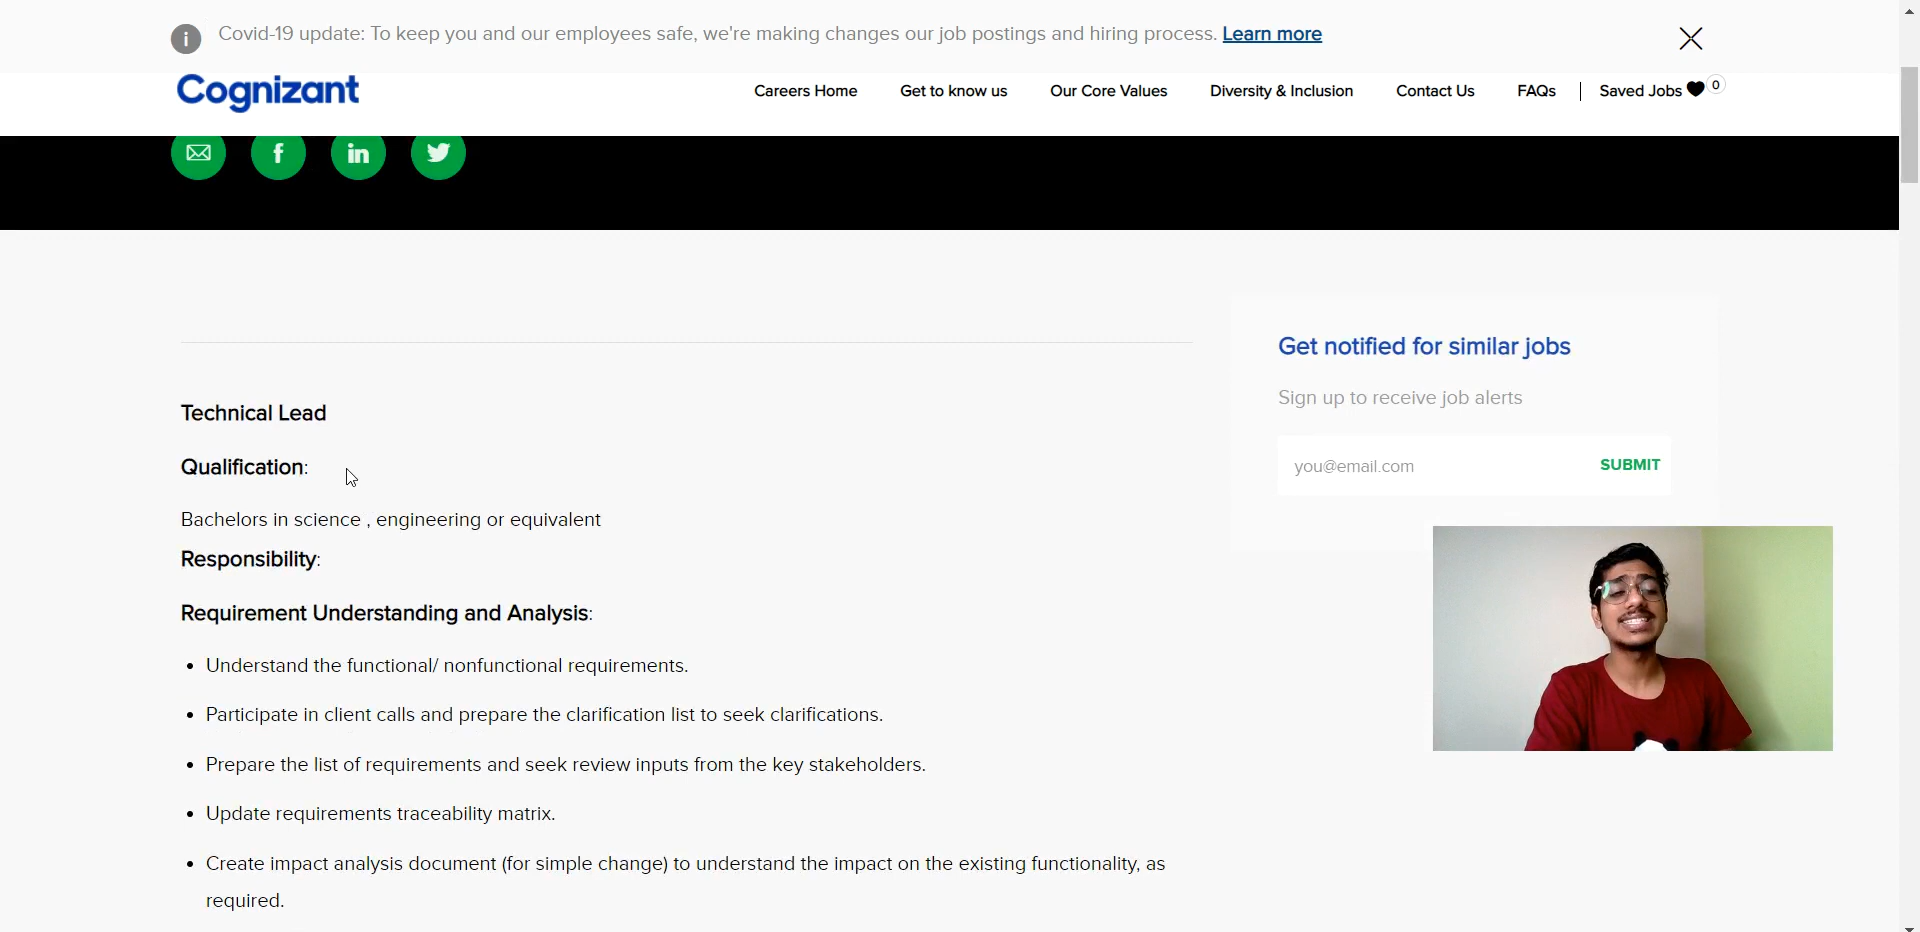 Covid-19 update: To keep you and our employees safe, we're making changes our job postings and hiring process. Learn more
Cognizant
Careers Home Get to know us Our Core Values Diversity & Inclusion Contact Us FAQs | Saved Jobs 0
Technical Lead
Qualification:
Bachelors in science , engineering or equivalent
Responsibility:
Requirement Understanding and Analysis:
• Understand the functional/ nonfunctional requirements.
• Participate in client calls and prepare the clarification list to seek clarifications.
• Prepare the list of requirements and seek review inputs from the key stakeholders.
• Update requirements traceability matrix.
• Create impact analysis document (for simple change) to understand the impact on the existing functionality, as
required.
Get notified for similar jobs
Sign up to receive job alerts
you@email.com SUBMIT